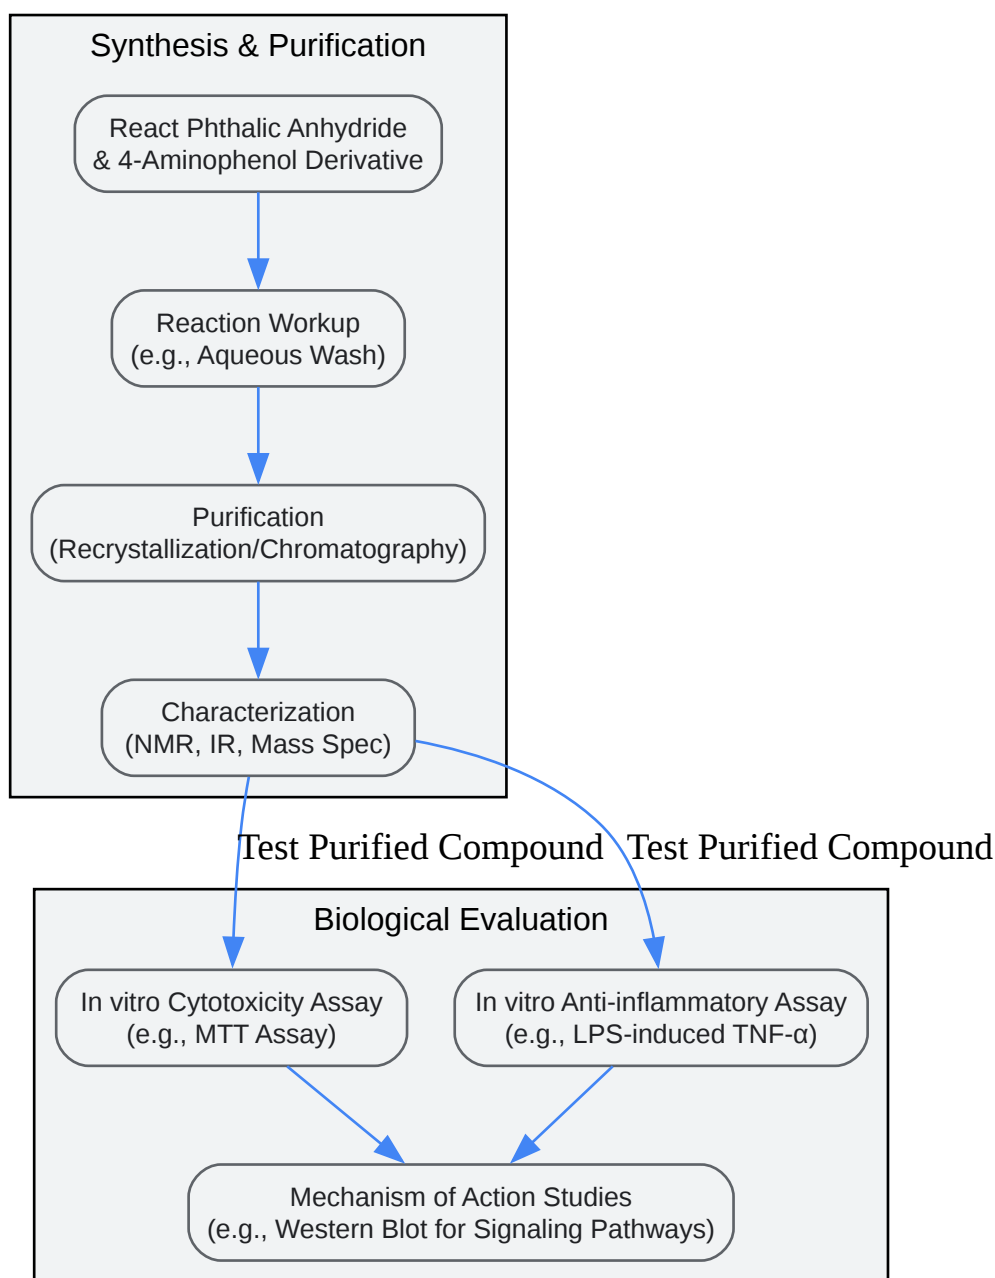 Synthesis & Purification
React Phthalic Anhydride
& 4-Aminophenol Derivative
Reaction Workup
(e.g., Aqueous Wash)
Purification
(Recrystallization/Chromatography)
Characterization
(NMR, IR, Mass Spec)
Test Purified Compound
Test Purified Compound
Biological Evaluation
In vitro Cytotoxicity Assay
(e.g., MTT Assay)
In vitro Anti-inflammatory Assay
(e.g., LPS-induced TNF-α)
Mechanism of Action Studies
(e.g., Western Blot for Signaling Pathways)